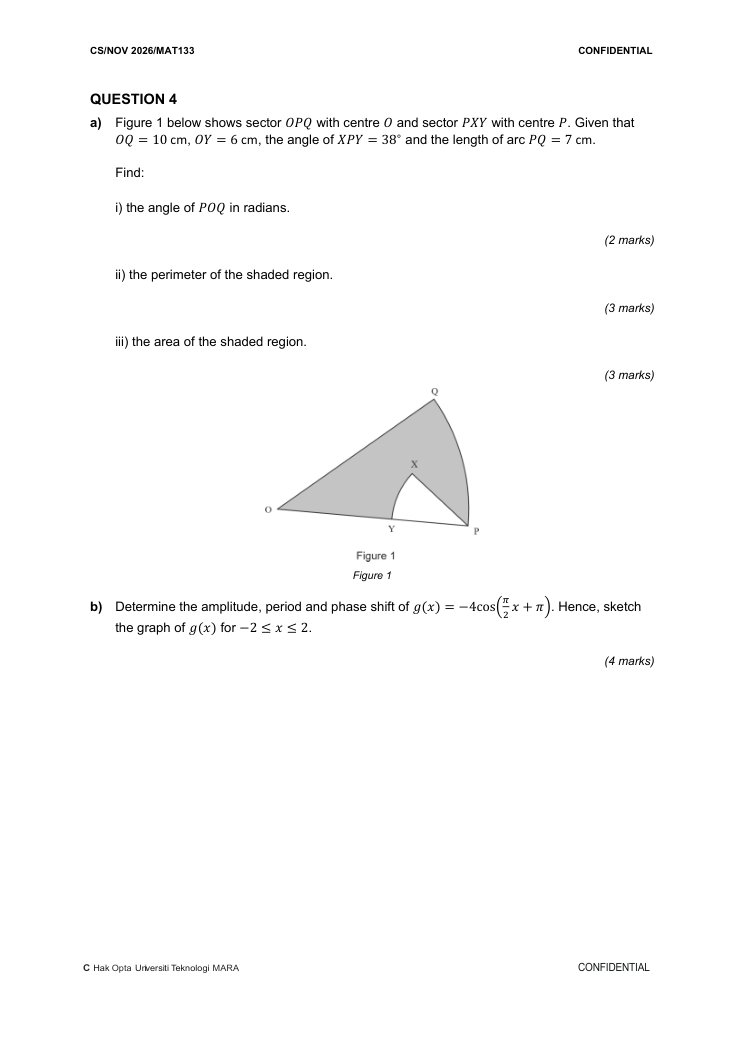 CS/NOV 2026/MAT133 CONFIDENTIAL
QUESTION 4
a) Figure 1 below shows sector OPQ with centre O and sector PXY with centre P. Given that
OQ = 10 cm, OY = 6 cm, the angle of XPY = 38° and the length of arc PQ = 7 cm.
Find:
i) the angle of POQ in radians.
(2 marks)
ii) the perimeter of the shaded region.
(3 marks)
iii) the area of the shaded region.
(3 marks)
Q
X
O
Y
P
Figure 1
Figure 1
b) Determine the amplitude, period and phase shift of g(x) = −4cos(π/2 x + π). Hence, sketch
the graph of g(x) for −2 ≤ x ≤ 2.
(4 marks)
C Hak Opta Universiti Teknologi MARA CONFIDENTIAL